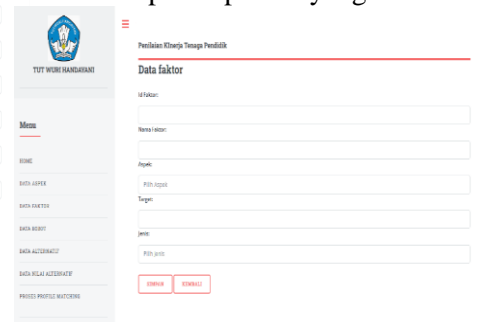 TUT WURI HANDAYANI
Menu
HOME
DATA ASPEK
DATA FAKTOR
DATA BOBOT
DATA ALTERNATIF
DATA NILAI ALTERNATIF
PROSES PROFILE MATCHING
Penilaian KInerja Tenaga Pendidik
Data faktor
Id Faktor:
Nama Faktor:
Aspek:
Pilih Aspek
Target:
Jenis:
Pilih Jenis
SIMPAN
KEMBALI